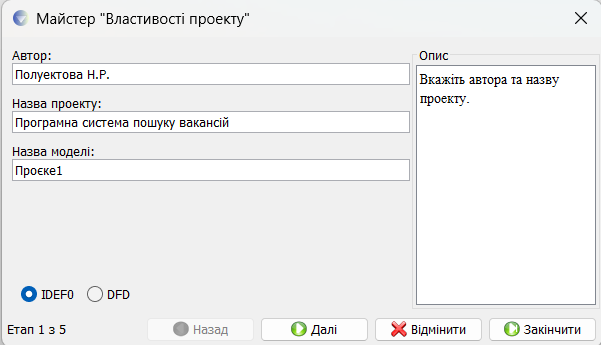 Майстер "Властивості проекту"
Автор:
Полуектова Н.Р.
Назва проекту:
Програмна система пошуку вакансій
Назва моделі:
Проєке1
IDEF0
DFD
Опис
Вкажіть автора та назву
проекту.
Етап 1 з 5
Назад
Далі
Відмінити
Закінчити